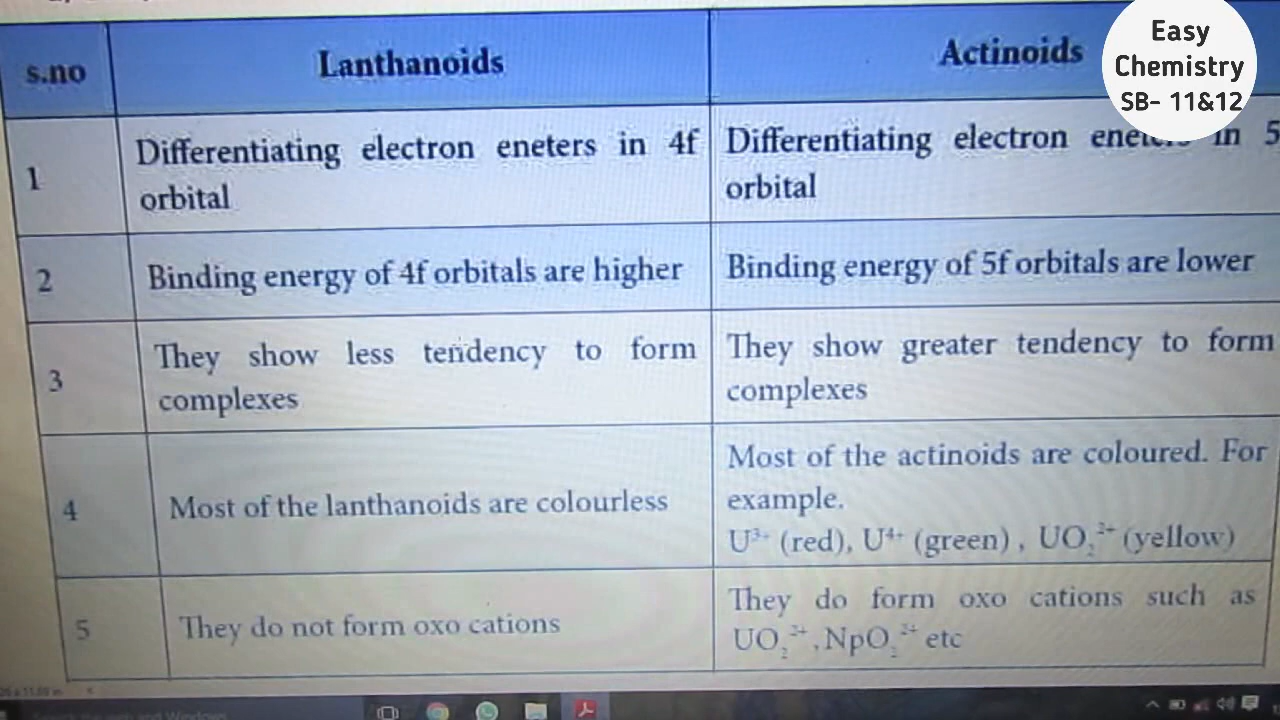 Easy
Chemistry
SB- 11&12
s.no
Lanthanoids
Actinoids
1
Differentiating electron eneters in 4f
orbital
Differentiating electron in 5
orbital
2
Binding energy of 4f orbitals are higher
Binding energy of 5f orbitals are lower
3
They show less tendency to form
complexes
They show greater tendency to form
complexes
4
Most of the lanthanoids are colourless
Most of the actinoids are coloured. For
example.
U³⁺ (red), U⁴⁺ (green) , UO₂²⁺ (yellow)
5
They do not form oxo cations
They do form oxo cations such as
UO₂²⁺ ,NpO₂²⁺ etc